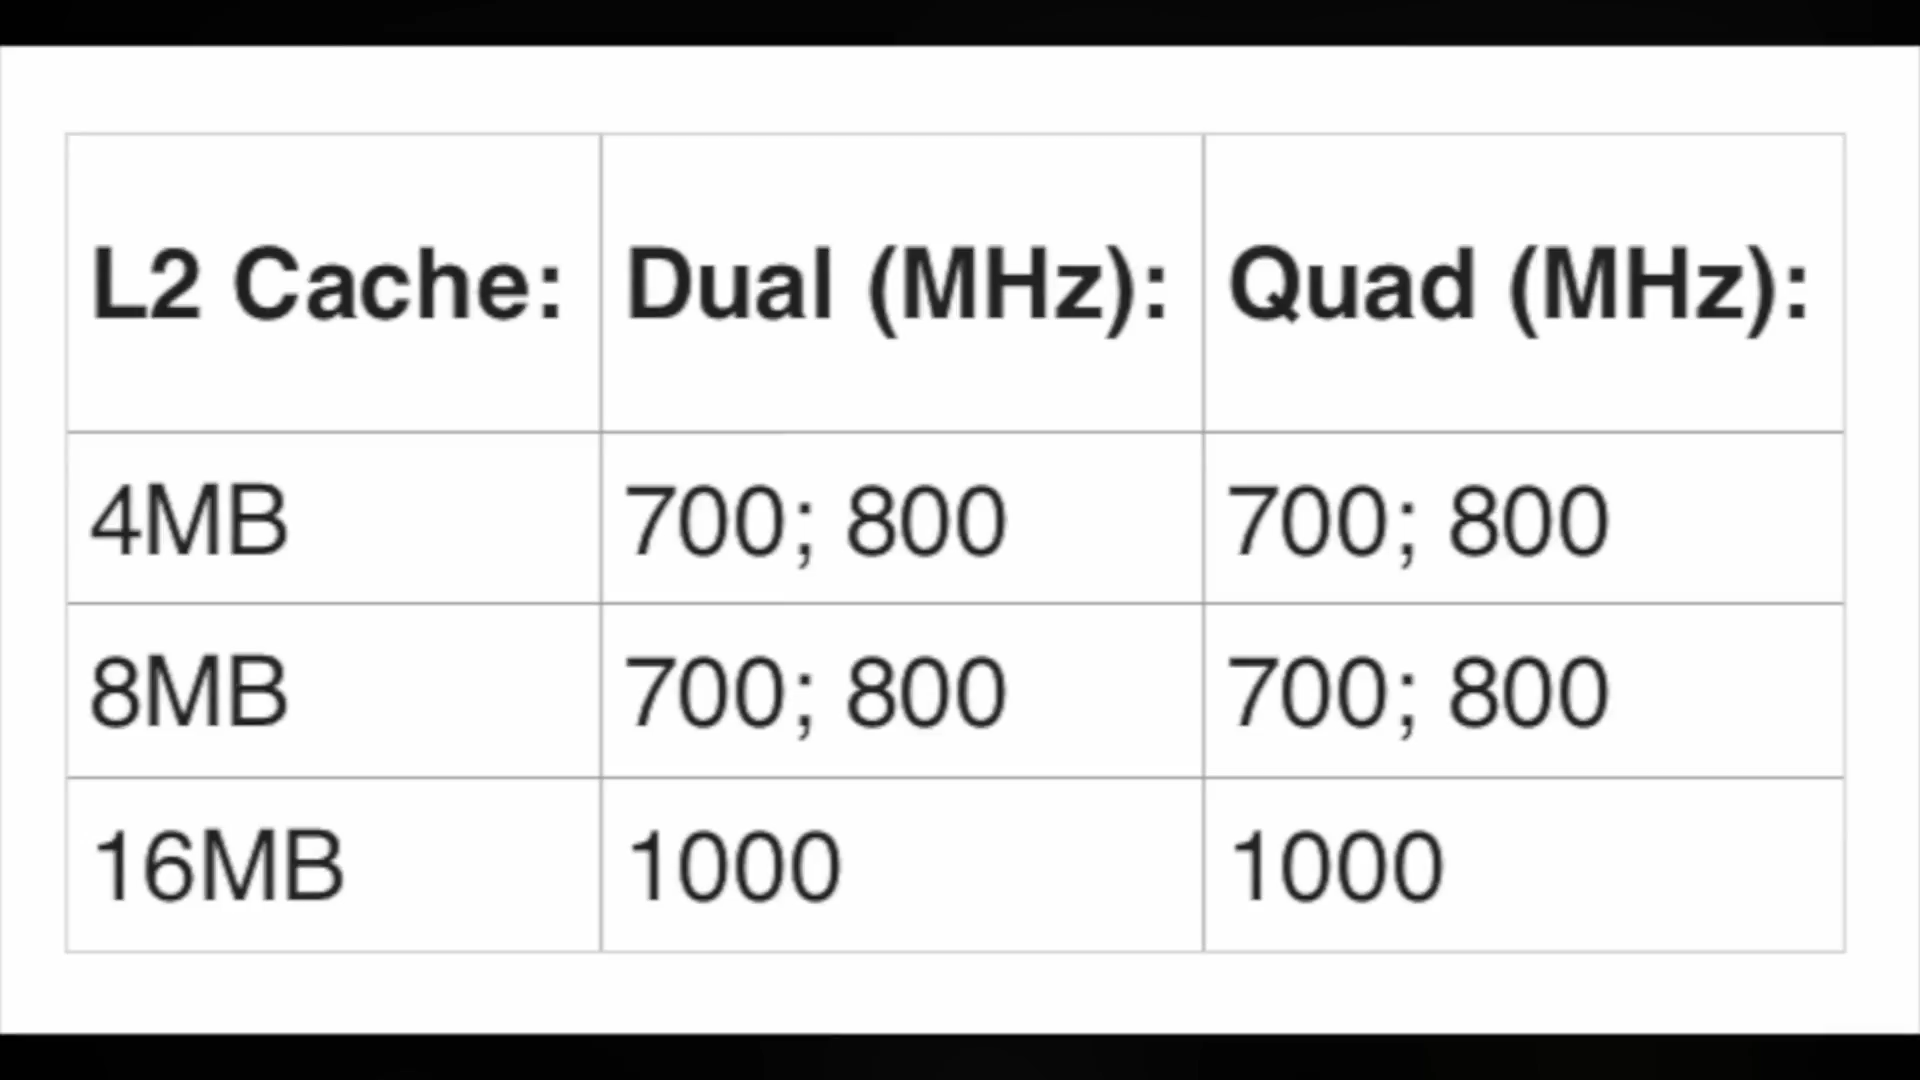 L2 Cache: Dual (MHz): Quad (MHz):
4MB 700; 800 700; 800
8MB 700; 800 700; 800
16MB 1000 1000